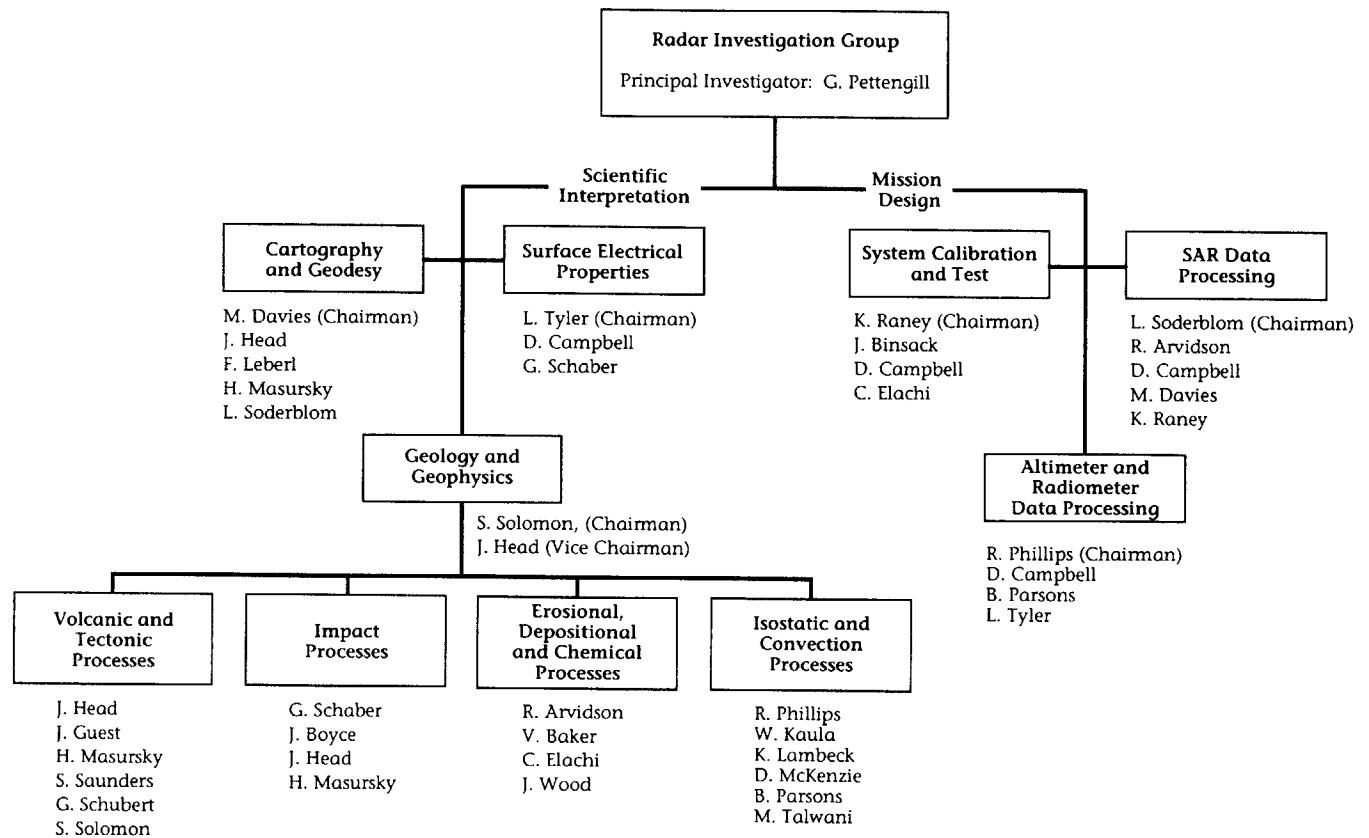 Radar Investigation Group
Principal Investigator: G. Pettengill
Scientific
Interpretation
Mission
Design
Cartography
and Geodesy
M. Davies (Chairman)
J. Head
F. Leberl
H. Masursky
L. Soderblom
Surface Electrical
Properties
L. Tyler (Chairman)
D. Campbell
G. Schaber
System Calibration
and Test
K. Raney (Chairman)
J. Binsack
D. Campbell
C. Elachi
SAR Data
Processing
L. Soderblom (Chairman)
R. Arvidson
D. Campbell
M. Davies
K. Raney
Geology and
Geophysics
S. Solomon, (Chairman)
J. Head (Vice Chairman)
Altimeter and
Radiometer
Data Processing
R. Phillips (Chairman)
D. Campbell
B. Parsons
L. Tyler
Volcanic and
Tectonic
Processes
J. Head
J. Guest
H. Masursky
S. Saunders
G. Schubert
S. Solomon
Impact
Processes
G. Schaber
J. Boyce
J. Head
H. Masursky
Erosional,
Depositional
and Chemical
Processes
R. Arvidson
V. Baker
C. Elachi
J. Wood
Isostatic and
Convection
Processes
R. Phillips
W. Kaula
K. Lambeck
D. McKenzie
B. Parsons
M. Talwani